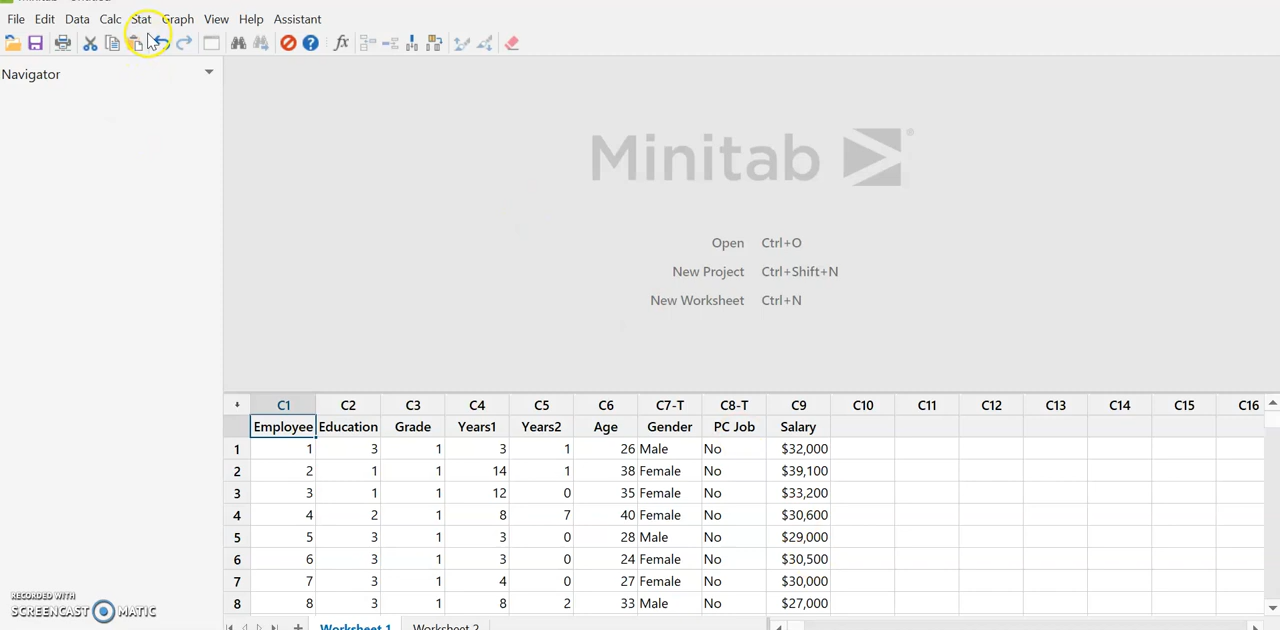 File Edit Data Calc Stat Graph View Help Assistant
fx
Navigator
Minitab
Open Ctrl+O
New Project Ctrl+Shift+N
New Worksheet Ctrl+N
C1 C2 C3 C4 C5 C6 C7-T C8-T C9 C10 C11 C12 C13 C14 C15 C16
Employee Education Grade Years1 Years2 Age Gender PC Job Salary
1 1 3 1 3 1 26 Male No $32,000
2 2 1 1 14 1 38 Female No $39,100
3 3 1 1 12 0 35 Female No $33,200
4 4 2 1 8 7 40 Female No $30,600
5 5 3 1 3 0 28 Male No $29,000
6 6 3 1 3 0 24 Female No $30,500
7 7 3 1 4 0 27 Female No $30,000
8 8 3 1 8 2 33 Male No $27,000
RECORDED WITH
SCREENCAST MATIC
Worksheet 1 Worksheet 2